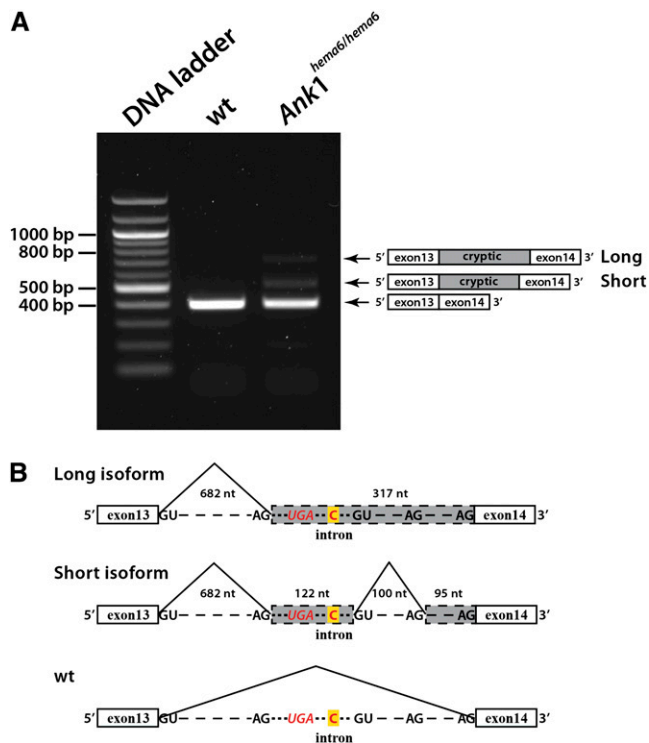 A
DNA ladder
wt
Ank1 hema6/hema6
1000 bp
800 bp
500 bp
400 bp
5' exon13 cryptic exon14 3' Long
5' exon13 cryptic exon14 3' Short
5' exon13 exon14 3'
B
Long isoform
682 nt
317 nt
5' exon13 GU AG UGA C GU AG AG exon14 3'
intron
Short isoform
682 nt 122 nt 100 nt 95 nt
5' exon13 GU AG UGA C GU AG AG exon14 3'
intron
wt
5' exon13 GU AG UGA C GU AG AG exon14 3'
intron